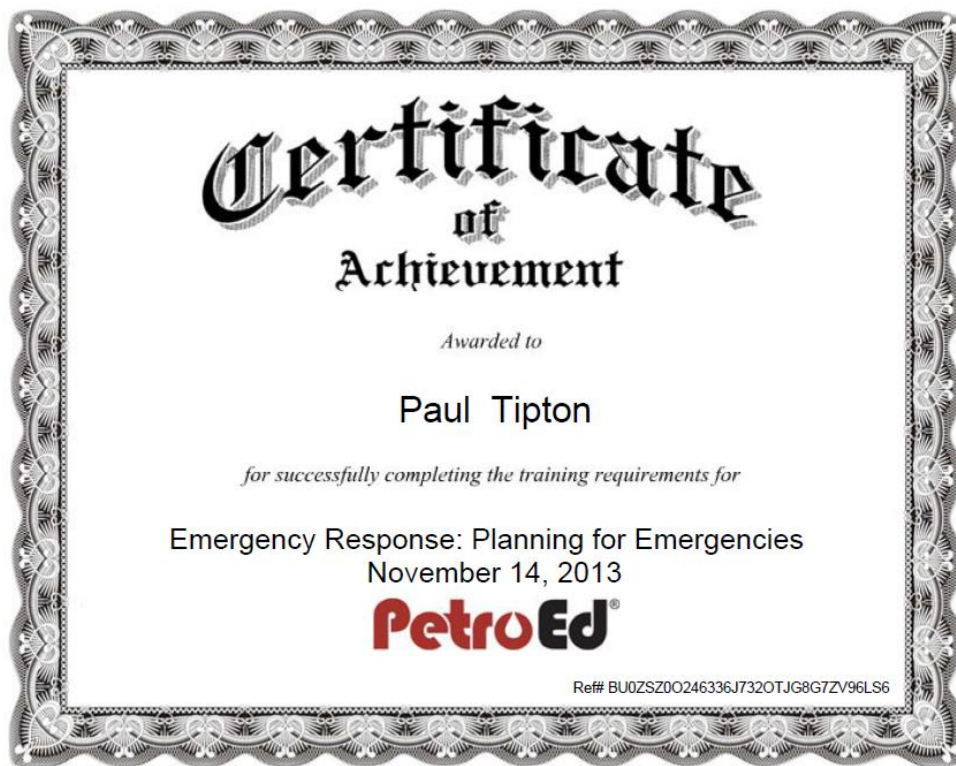 Certificate
of
Achievement
Awarded to
Paul Tipton
for successfully completing the training requirements for
Emergency Response: Planning for Emergencies
November 14, 2013
PetroEd®
Ref# BU0ZSZ0O246336J732OTJG8G7ZV96LS6